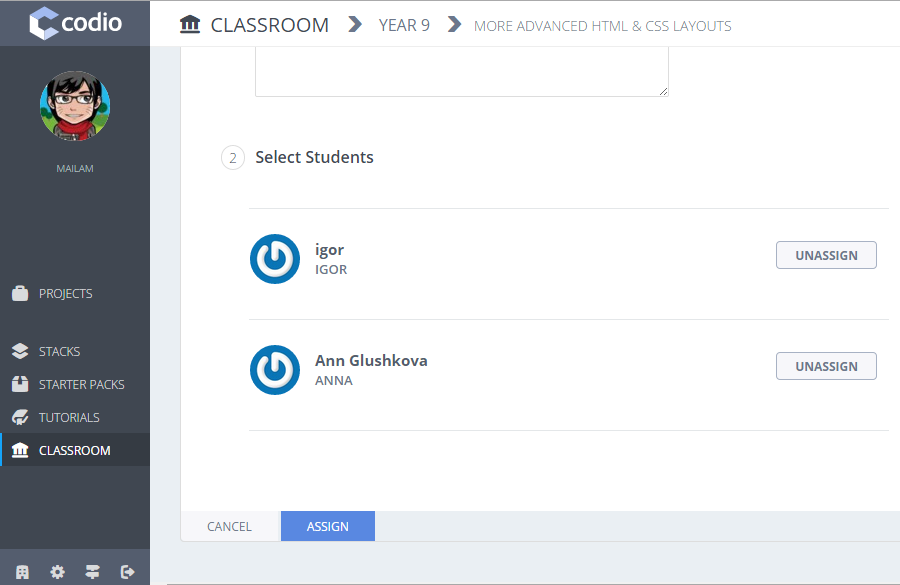 codio
CLASSROOM YEAR 9 MORE ADVANCED HTML & CSS LAYOUTS
MAILAM
PROJECTS
STACKS
STARTER PACKS
TUTORIALS
CLASSROOM
2 Select Students
igor
IGOR
UNASSIGN
Ann Glushkova
ANNA
UNASSIGN
CANCEL
ASSIGN